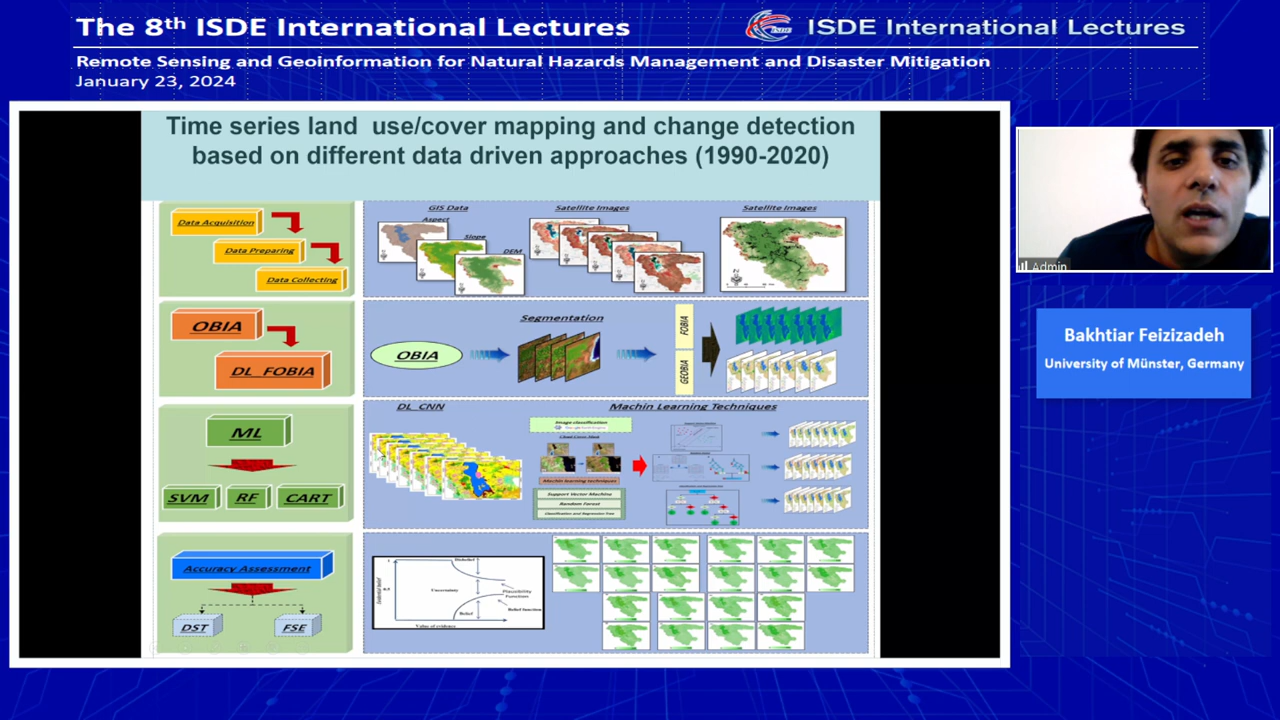 The 8th ISDE International Lectures
ISDE
ISDE International Lectures
Remote Sensing and Geoinformation for Natural Hazards Management and Disaster Mitigation
January 23, 2024
Time series land use/cover mapping and change detection
based on different data driven approaches (1990-2020)
Data Acquisition
Data Preparing
Data Collecting
GIS Data
Aspect
Slope
DEM
Satellite Images
Satellite Images
OBIA
DL_FOBIA
OBIA
Segmentation
FOBIA
GEOBIA
ML
SVM
RF
CART
DL_CNN
Machin Learning Techniques
Image classification
Machin learning techniques
Support Vector Machine
Random Forest
Classification and Regression Tree
Accuracy Assessment
DST
FSE
Disbelief
Uncertainty
Plausibility
Function
Belief
Belief function
Value of evidence
Admin
Bakhtiar Feizizadeh
University of Münster, Germany